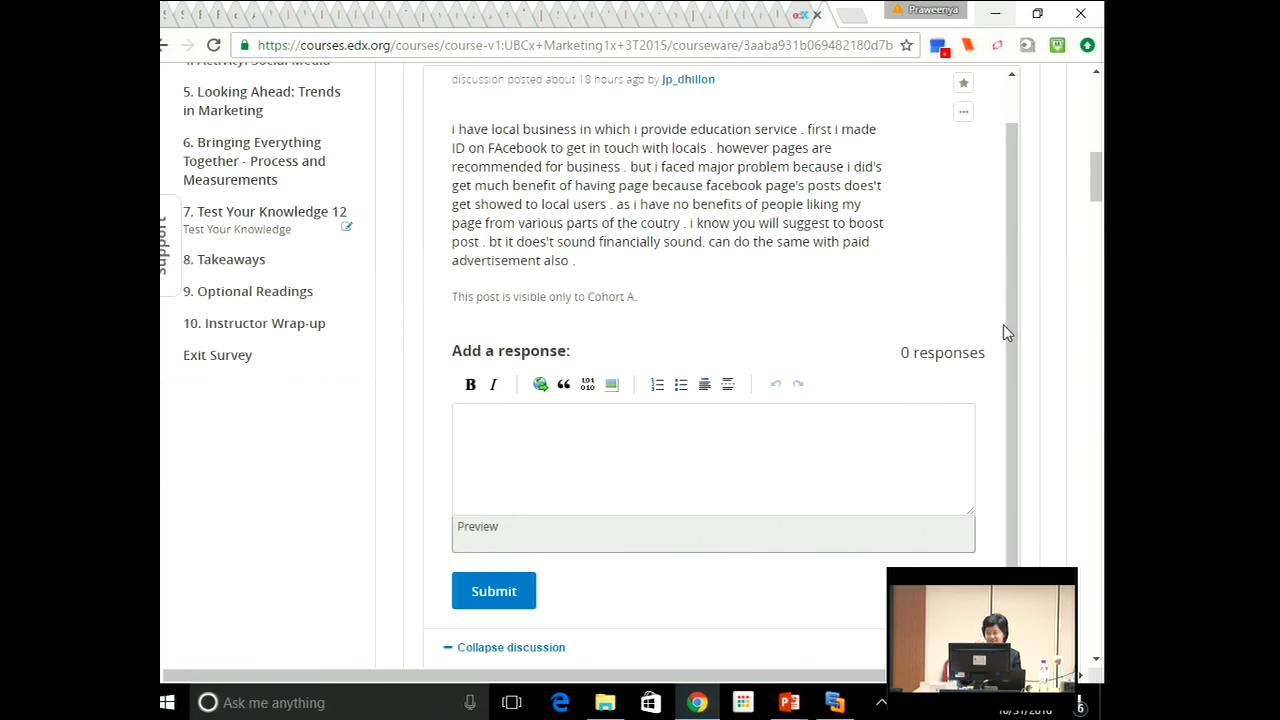 Praweenya
https://courses.edx.org/courses/course-v1:UBCx+Marketing1x+3T2015/courseware/3aaba931b069482fbf0d7b
5. Looking Ahead: Trends
in Marketing
6. Bringing Everything
Together - Process and
Measurements
7. Test Your Knowledge 12
Test Your Knowledge
8. Takeaways
9. Optional Readings
10. Instructor Wrap-up
Exit Survey
Support
discussion posted about 18 hours ago by Jp_dhillon
i have local business in which i provide education service . first i made
ID on FAcebook to get in touch with locals . however pages are
recommended for business . but i faced major problem because i did's
get much benefit of having page because facebook page's posts does't
get showed to local users . as i have no benefits of people liking my
page from various parts of the coutry . i know you will suggest to boost
post . bt it does't sound financially sound. can do the same with paid
advertisement also .
This post is visible only to Cohort A.
Add a response:
0 responses
Preview
Submit
Collapse discussion
Ask me anything